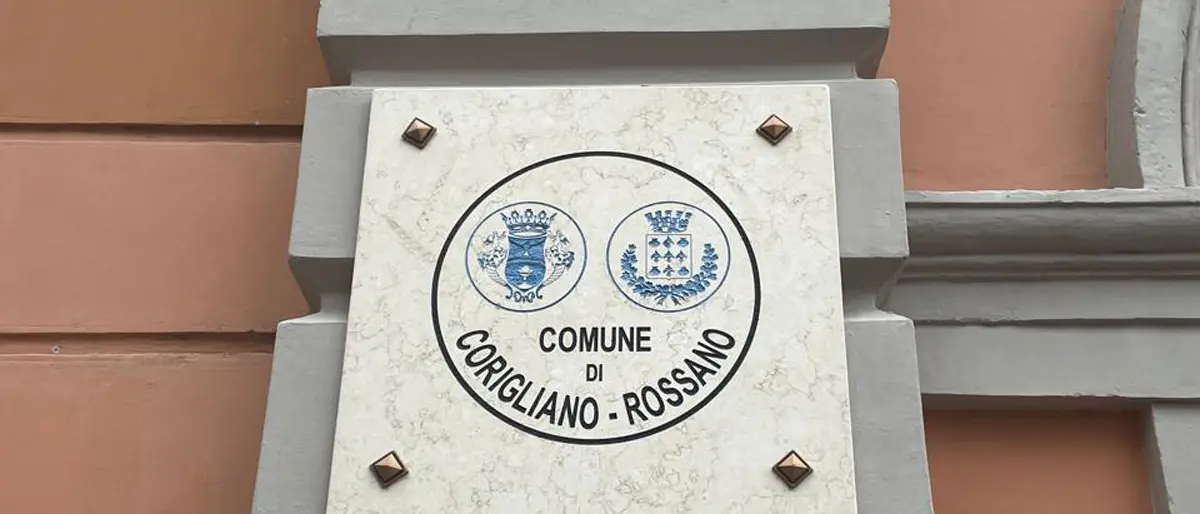 COMUNE
DI
CORIGLIANO - ROSSANO